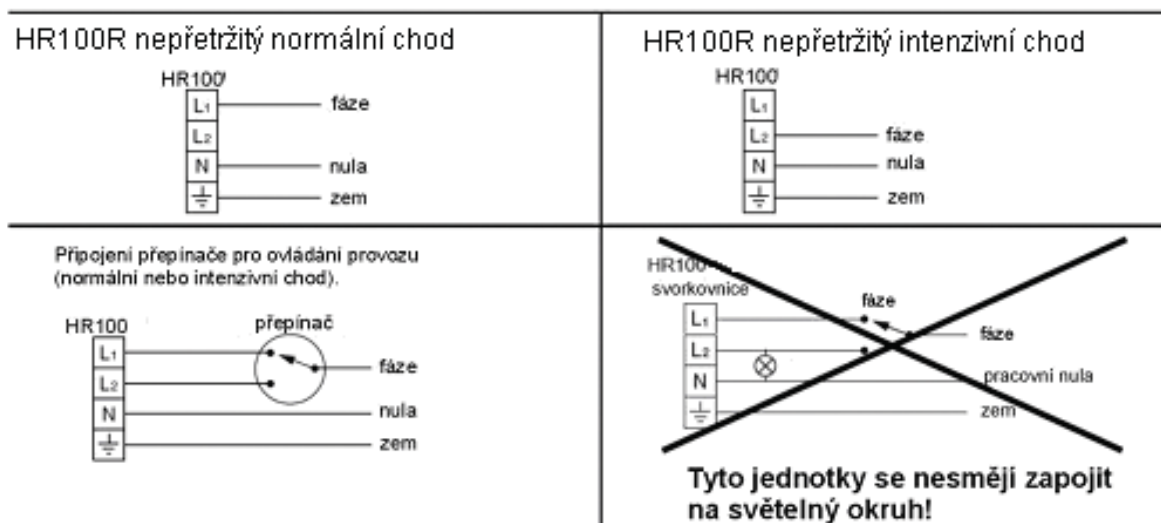 HR100R nepřetržitý normální chod
HR100
L1
fáze
L2
N
nula
zem
HR100R nepřetržitý intenzivní chod
HR100
L1
L2
fáze
N
nula
zem
Připojení přepínače pro ovládání provozu
(normální nebo intenzivní chod).
HR100
přepínač
L1
L2
fáze
N
nula
zem
HR100
svorkovnice
fáze
L1
fáze
L2
N
pracovní nula
zem
Tyto jednotky se nesmějí zapojit
na světelný okruh!